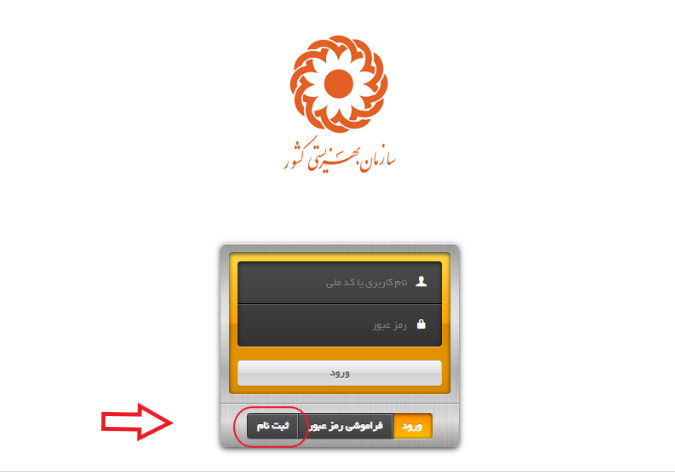 سازمان بهزیستی کشور
نام کاربری یا کد ملی
رمز عبور
ورود
ورود فراموشی رمز عبور ثبت نام